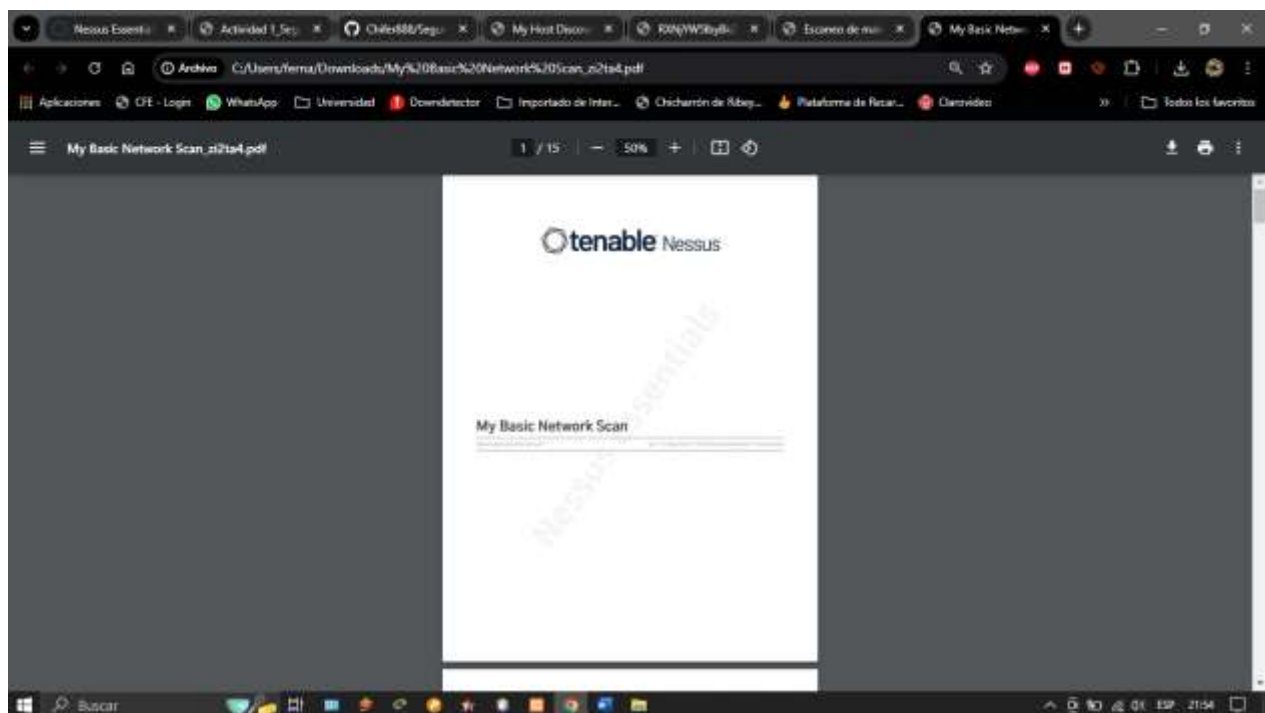 Nessus Essenti
Actividad 1_Seg
Chifes888/Segu
My Host Discov
Escaneo de ma
My Basic Netw
Archivo
C:/Users/ferna/Downloads/My%20Basic%20Network%20Scan_zi2ta4.pdf
Aplicaciones
CFE - Login
WhatsApp
Universidad
Downdetector
Importado de Inter...
Chicharrón de Ribey...
Plataforma de Recar...
Clarovideo
Todos los favoritos
My Basic Network Scan_zi2ta4.pdf
1 / 15
50%
tenable Nessus
My Basic Network Scan
Nessus Essentials
Buscar
ESP
21:54